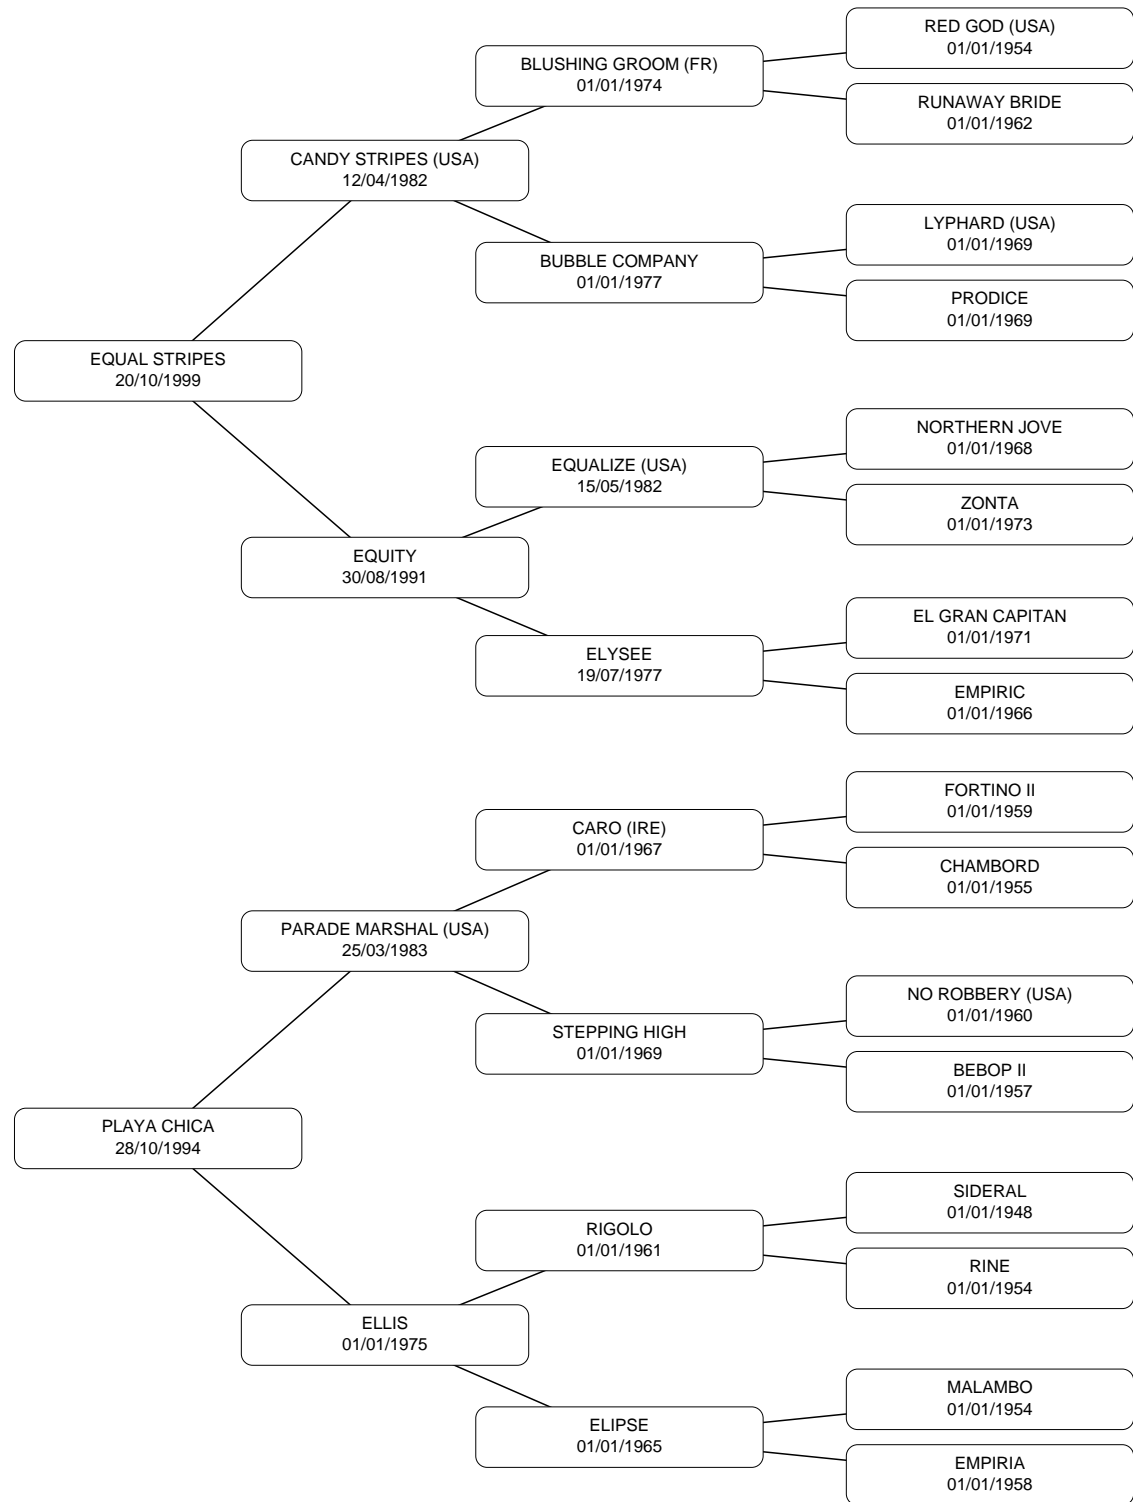 RED GOD (USA)
01/01/1954
BLUSHING GROOM (FR)
01/01/1974
RUNAWAY BRIDE
01/01/1962
CANDY STRIPES (USA)
12/04/1982
LYPHARD (USA)
01/01/1969
BUBBLE COMPANY
01/01/1977
PRODICE
01/01/1969
EQUAL STRIPES
20/10/1999
NORTHERN JOVE
01/01/1968
EQUALIZE (USA)
15/05/1982
ZONTA
01/01/1973
EQUITY
30/08/1991
EL GRAN CAPITAN
01/01/1971
ELYSEE
19/07/1977
EMPIRIC
01/01/1966
FORTINO II
01/01/1959
CARO (IRE)
01/01/1967
CHAMBORD
01/01/1955
PARADE MARSHAL (USA)
25/03/1983
NO ROBBERY (USA)
01/01/1960
STEPPING HIGH
01/01/1969
BEBOP II
01/01/1957
PLAYA CHICA
28/10/1994
SIDERAL
01/01/1948
RIGOLO
01/01/1961
RINE
01/01/1954
ELLIS
01/01/1975
MALAMBO
01/01/1954
ELIPSE
01/01/1965
EMPIRIA
01/01/1958